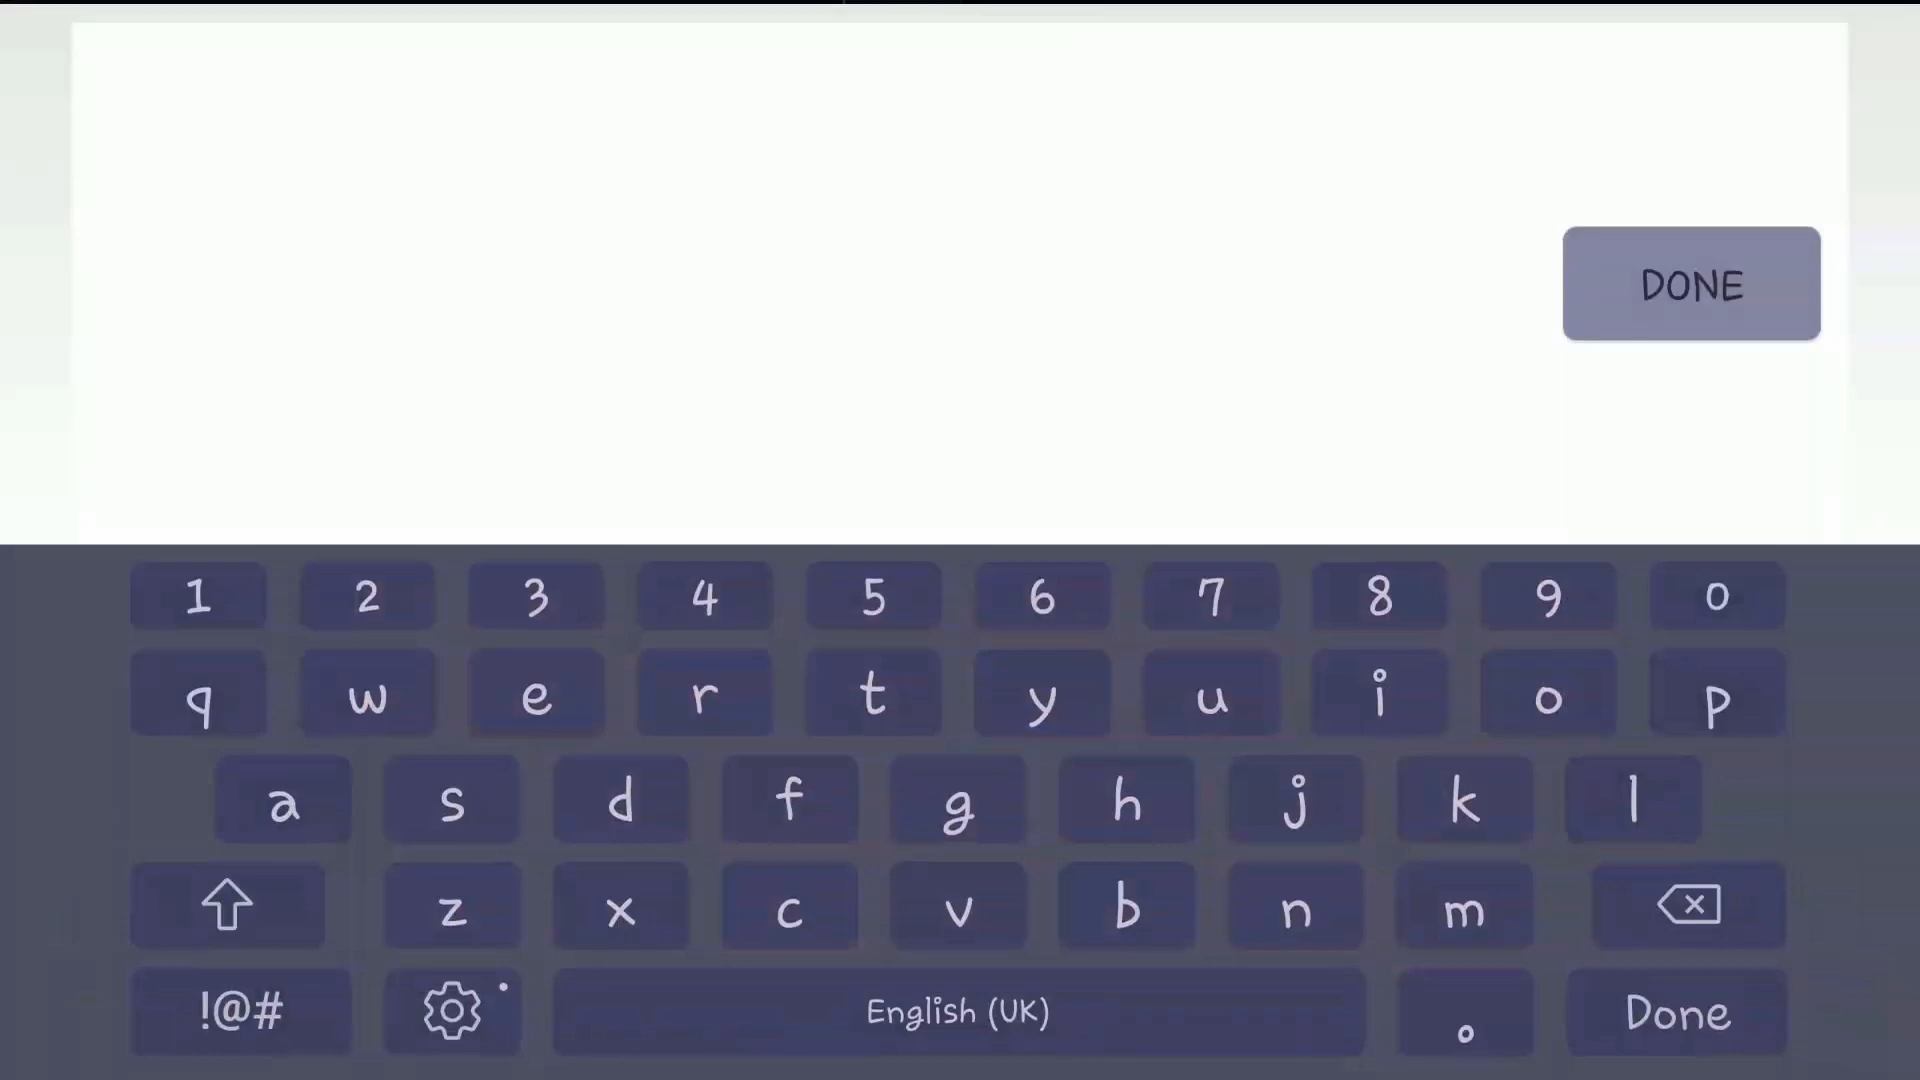 DONE
1 2 3 4 5 6 7 8 9 0
q w e r t y u i o p
a s d f g h j k l
z x c v b n m
!@# English (UK) . Done